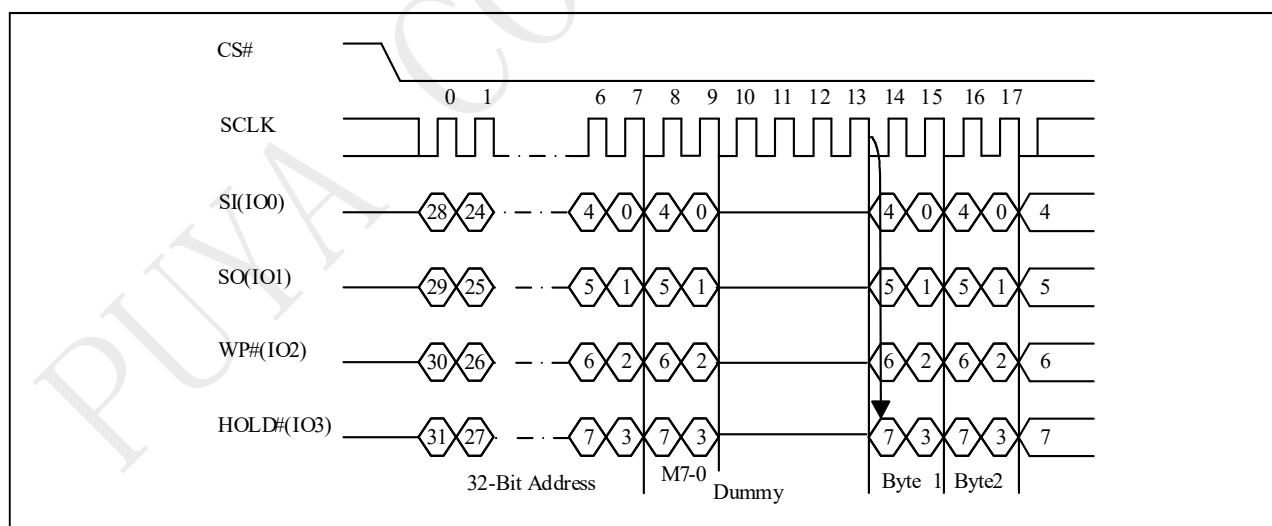 PUYA CO
CS#
0 1 6 7 8 9 10 11 12 13 14 15 16 17
SCLK
SI(IO0) 28 24 4 0 4 0 4 0 4 0 4
SO(IO1) 29 25 5 1 5 1 5 1 5 1 5
WP#(IO2) 30 26 6 2 6 2 6 2 6 2 6
HOLD#(IO3) 31 27 7 3 7 3 7 3 7 3 7
32-Bit Address M7-0 Dummy Byte 1 Byte2